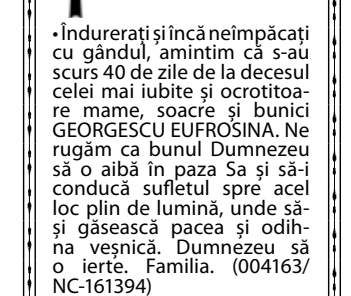 • Îndurerați și încă neîmpăcați
cu gândul, amintim că s-au
scurs 40 de zile de la decesul
celei mai iubite și ocrotitoa-
re mame, soacre și bunici
GEORGESCU EUFROSINA. Ne
rugăm ca bunul Dumnezeu
să o aibă în paza Sa și să-i
conducă sufletul spre acel
loc plin de lumină, unde să-
și găsească pacea și odih-
na veșnică. Dumnezeu să
o ierte. Familia. (004163/
NC-161394)